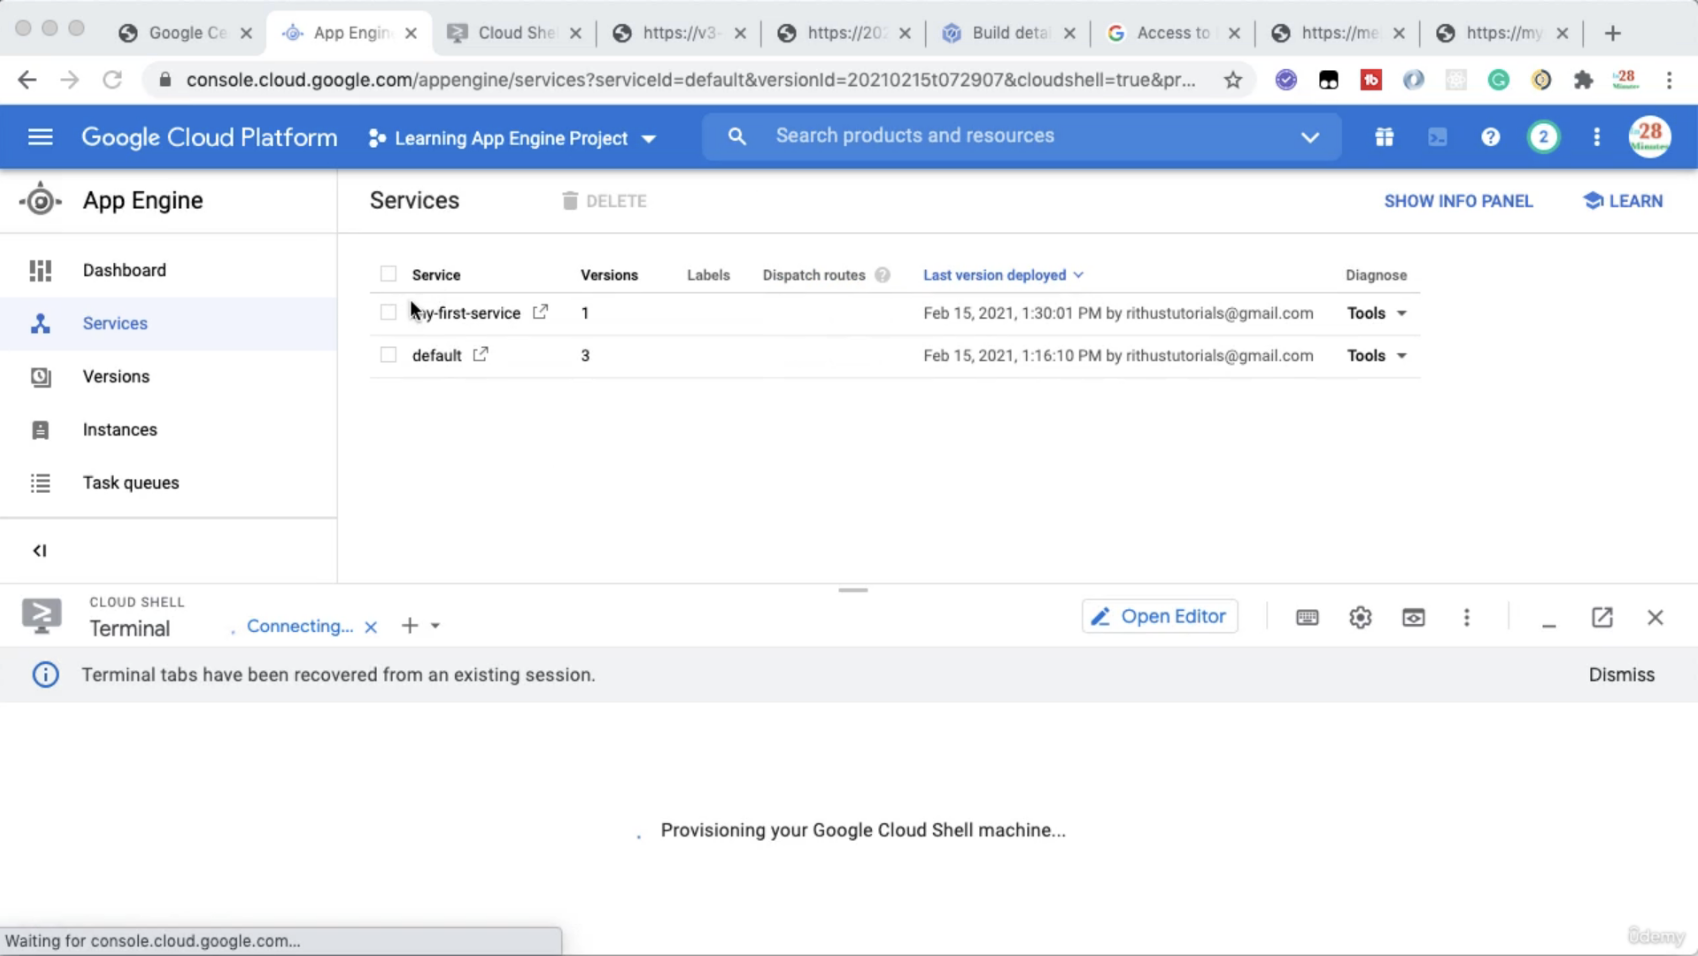 Google Ce
App Engin
Cloud She
https://v3-
https://202
Build detai
Access to
https://me
https://my
console.cloud.google.com/appengine/services?serviceId=default&versionId=20210215t072907&cloudshell=true&pr...
Google Cloud Platform
Learning App Engine Project
Search products and resources
2
28
Minutes
App Engine
Services
DELETE
SHOW INFO PANEL
LEARN
Dashboard
Services
Versions
Instances
Task queues
Service Versions Labels Dispatch routes Last version deployed Diagnose
y-first-service 1 Feb 15, 2021, 1:30:01 PM by rithustutorials@gmail.com Tools
default 3 Feb 15, 2021, 1:16:10 PM by rithustutorials@gmail.com Tools
CLOUD SHELL
Terminal
Connecting...
Open Editor
Terminal tabs have been recovered from an existing session.
Dismiss
Provisioning your Google Cloud Shell machine...
Waiting for console.cloud.google.com...
ûdemy